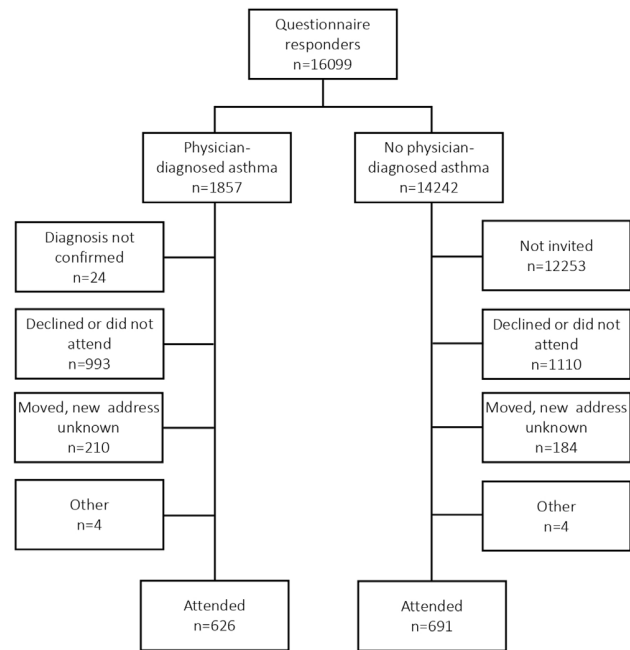 Questionnaire
responders
n=16099
Physician-
diagnosed asthma
n=1857
No physician-
diagnosed asthma
n=14242
Diagnosis not
confirmed
n=24
Not invited
n=12253
Declined or did not
attend
n=993
Declined or did not
attend
n=1110
Moved, new address
unknown
n=210
Moved, new address
unknown
n=184
Other
n=4
Other
n=4
Attended
n=626
Attended
n=691